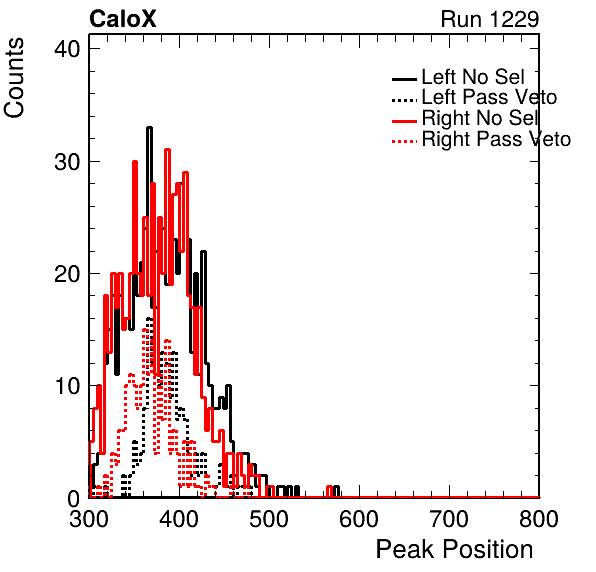 CaloX Run 1229
Counts
40
30
20
10
0
Left No Sel
Left Pass Veto
Right No Sel
Right Pass Veto
300 400 500 600 700 800
Peak Position